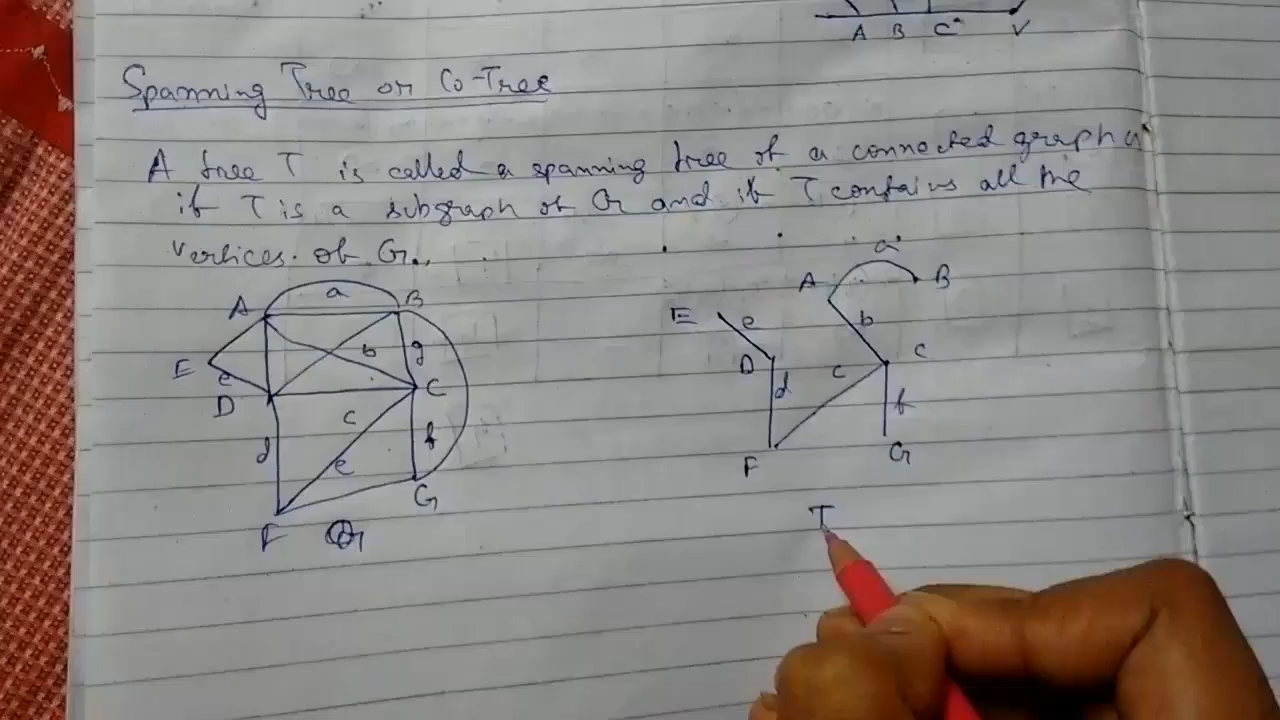 A B C V
Spanning Tree or Co-Tree
A tree T is called a spanning tree of a connected graph G
if T is a subgraph of G and if T contains all the
vertices of G.
a
A B
b g
E e
D C
c
d e f
G
F G
a
A B
E e b
D c C
d f
F G
T